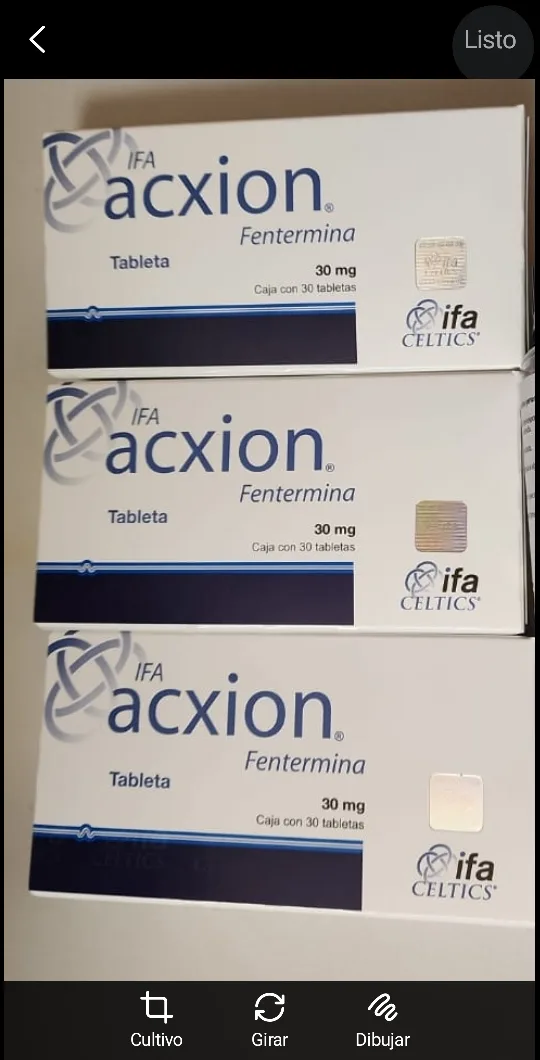 Listo
IFA
acxion®
Fentermina
Tableta
30 mg
Caja con 30 tabletas
ifa
CELTICS®
IFA
acxion®
Fentermina
Tableta
30 mg
Caja con 30 tabletas
ifa
CELTICS®
IFA
acxion®
Fentermina
Tableta
30 mg
Caja con 30 tabletas
ifa
CELTICS®
Cultivo
Girar
Dibujar